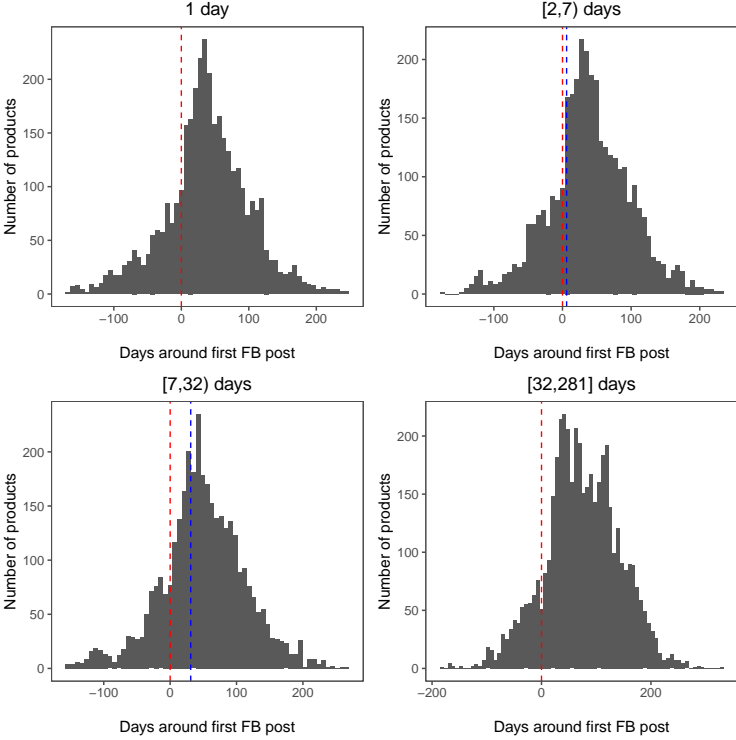 1 day
Number of products
200
150
100
50
0
−100 0 100 200
Days around first FB post
[2,7) days
Number of products
200
150
100
50
0
−100 0 100 200
Days around first FB post
[7,32) days
Number of products
200
150
100
50
0
−100 0 100 200
Days around first FB post
[32,281] days
Number of products
200
150
100
50
0
−200 0 200
Days around first FB post